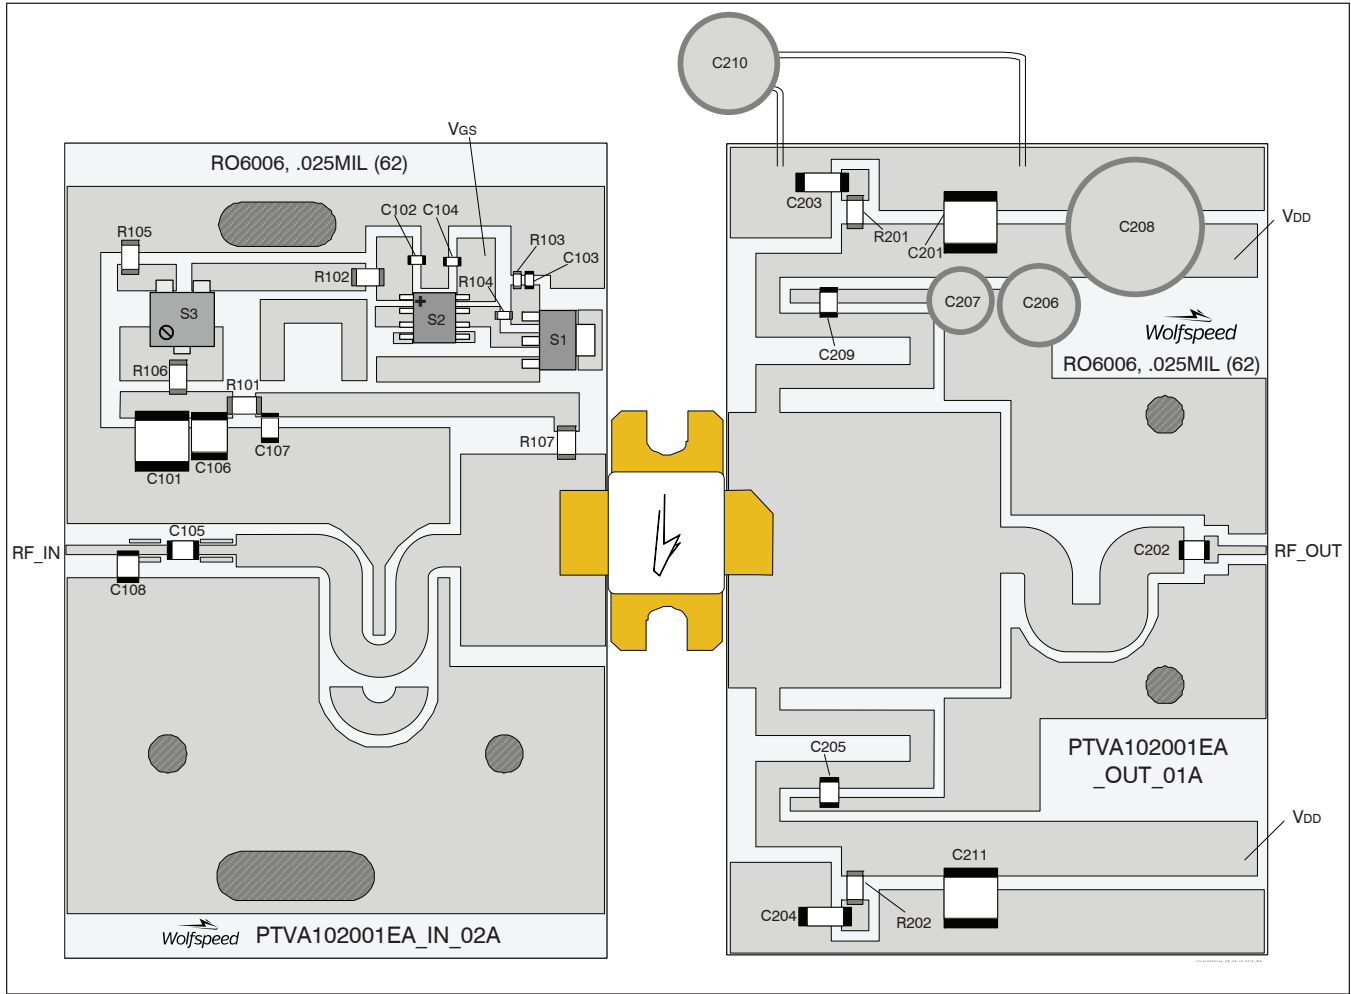 C210
VGS
RO6006, .025MIL (62)
C102
C104
R105
R103
C103
R102
R104
S3
S2
S1
R106
R101
C101
C106
C107
R107
RF_IN
C105
C108
Wolfspeed
PTVA102001EA_IN_02A
C203
R201
C201
C208
VDD
C207
C206
C209
Wolfspeed
RO6006, .025MIL (62)
C202
RF_OUT
C205
PTVA102001EA
_OUT_01A
VDD
C211
C204
R202